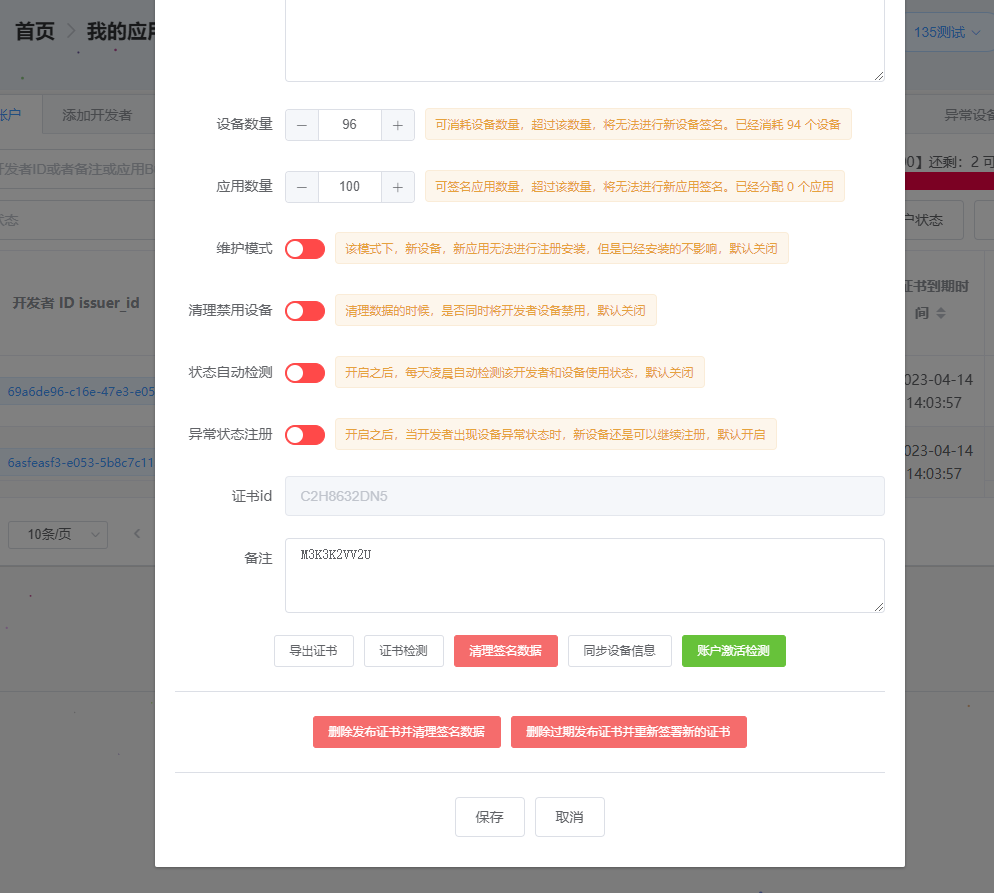 首页 我的应用
135测试
账户 添加开发者 异常设备
开发者ID或者备注或应用B
00】还剩：2 可
状态
户状态
开发者 ID issuer_id
证书到期时
间
69a6de96-c16e-47e3-e05
023-04-14
14:03:57
6asfeasf3-e053-5b8c7c11
023-04-14
14:03:57
10条/页
设备数量 96 可消耗设备数量，超过该数量，将无法进行新设备签名。已经消耗 94 个设备
应用数量 100 可签名应用数量，超过该数量，将无法进行新应用签名。已经分配 0 个应用
维护模式 该模式下，新设备，新应用无法进行注册安装，但是已经安装的不影响，默认关闭
清理禁用设备 清理数据的时候，是否同时将开发者设备禁用，默认关闭
状态自动检测 开启之后，每天凌晨自动检测该开发者和设备使用状态，默认关闭
异常状态注册 开启之后，当开发者出现设备异常状态时，新设备还是可以继续注册，默认开启
证书id C2H8632DN5
备注 M3K3K2VV2U
导出证书 证书检测 清理签名数据 同步设备信息 账户激活检测
删除发布证书并清理签名数据 删除过期发布证书并重新签署新的证书
保存 取消